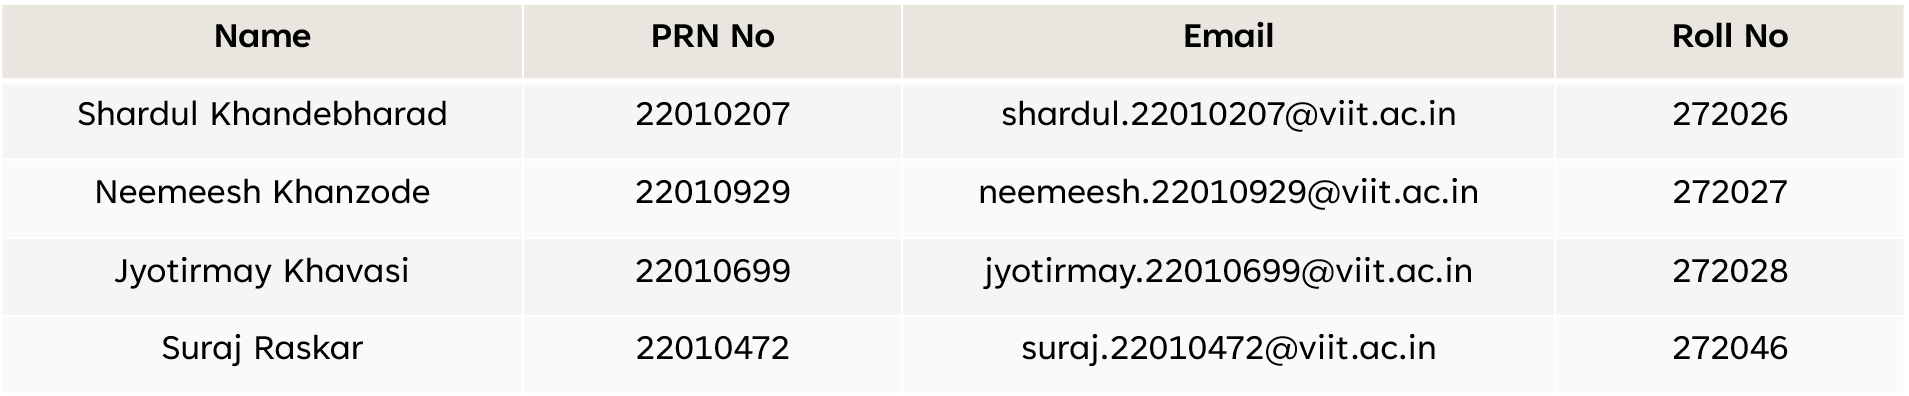 Name PRN No Email Roll No
Shardul Khandebharad 22010207 shardul.22010207@viit.ac.in 272026
Neemeesh Khanzode 22010929 neemeesh.22010929@viit.ac.in 272027
Jyotirmay Khavasi 22010699 jyotirmay.22010699@viit.ac.in 272028
Suraj Raskar 22010472 suraj.22010472@viit.ac.in 272046